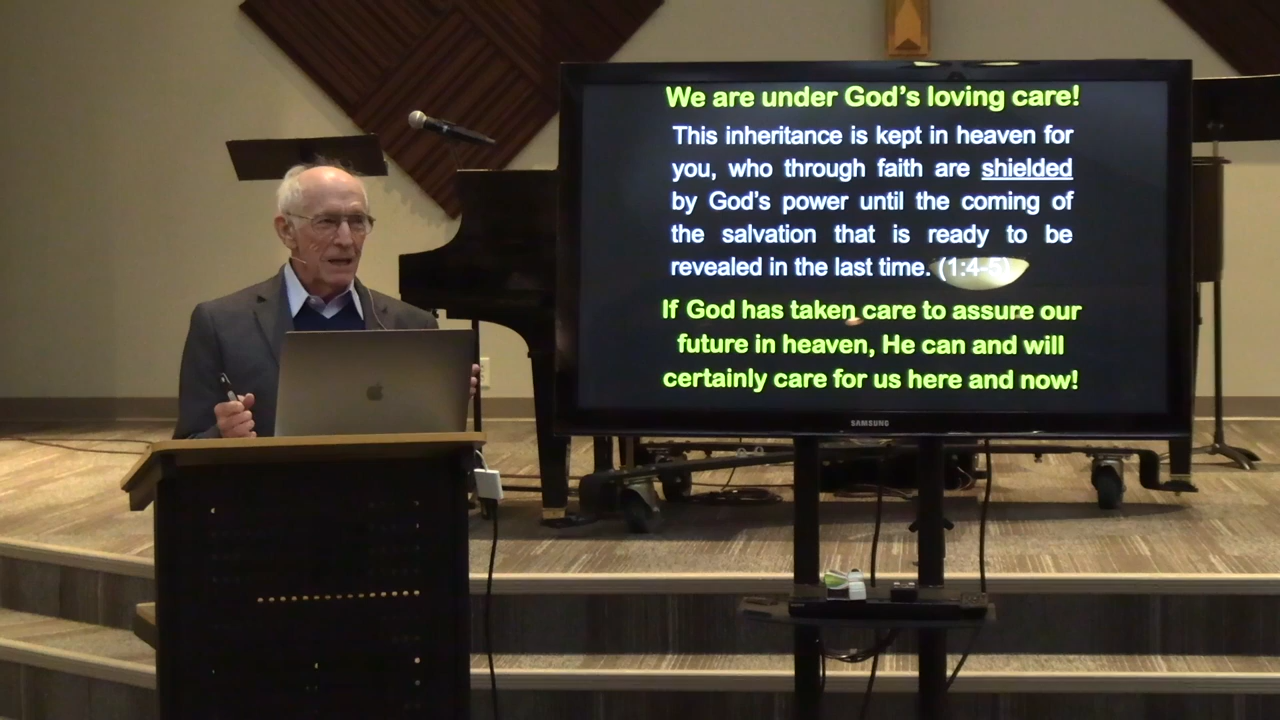 We are under God's loving care!
This inheritance is kept in heaven for
you, who through faith are shielded
by God's power until the coming of
the salvation that is ready to be
revealed in the last time. (1:4-5)
If God has taken care to assure our
future in heaven, He can and will
certainly care for us here and now!
SAMSUNG